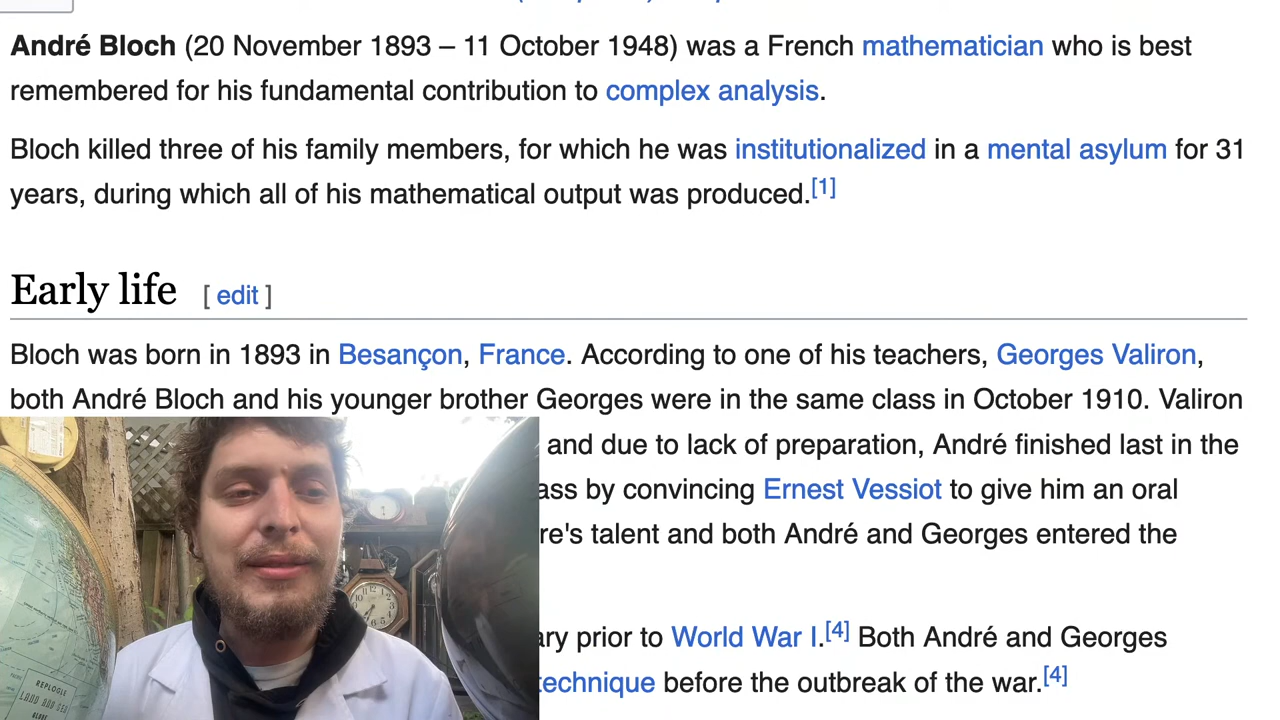 André Bloch (20 November 1893 – 11 October 1948) was a French mathematician who is best
remembered for his fundamental contribution to complex analysis.
Bloch killed three of his family members, for which he was institutionalized in a mental asylum for 31
years, during which all of his mathematical output was produced.[1]
Early life [ edit ]
Bloch was born in 1893 in Besançon, France. According to one of his teachers, Georges Valiron,
both André Bloch and his younger brother Georges were in the same class in October 1910. Valiron
and due to lack of preparation, André finished last in the
ass by convincing Ernest Vessiot to give him an oral
re's talent and both André and Georges entered the
ary prior to World War I.[4] Both André and Georges
technique before the outbreak of the war.[4]
REPLOGLE
LAND AND SEA
GLOBE